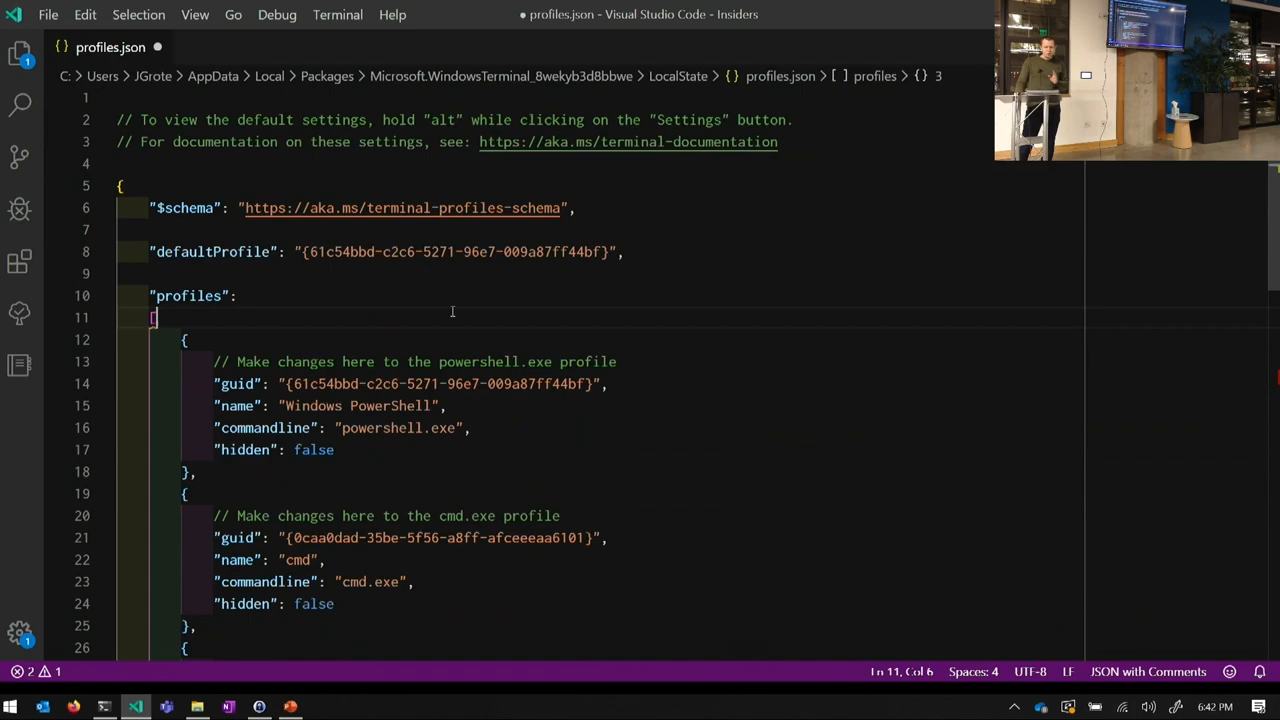 File Edit Selection View Go Debug Terminal Help
● profiles.json - Visual Studio Code - Insiders
{} profiles.json ●
C: > Users > JGrote > AppData > Local > Packages > Microsoft.WindowsTerminal_8wekyb3d8bbwe > LocalState > {} profiles.json > [ ] profiles > {} 3
1
2 // To view the default settings, hold "alt" while clicking on the "Settings" button.
3 // For documentation on these settings, see: https://aka.ms/terminal-documentation
4
5 {
6 "$schema": "https://aka.ms/terminal-profiles-schema",
7
8 "defaultProfile": "{61c54bbd-c2c6-5271-96e7-009a87ff44bf}",
9
10 "profiles":
11 [
12 {
13 // Make changes here to the powershell.exe profile
14 "guid": "{61c54bbd-c2c6-5271-96e7-009a87ff44bf}",
15 "name": "Windows PowerShell",
16 "commandline": "powershell.exe",
17 "hidden": false
18 },
19 {
20 // Make changes here to the cmd.exe profile
21 "guid": "{0caa0dad-35be-5f56-a8ff-afceeeaa6101}",
22 "name": "cmd",
23 "commandline": "cmd.exe",
24 "hidden": false
25 },
26 {
1
1
2 1 Ln 11, Col 6 Spaces: 4 UTF-8 LF JSON with Comments
6:42 PM